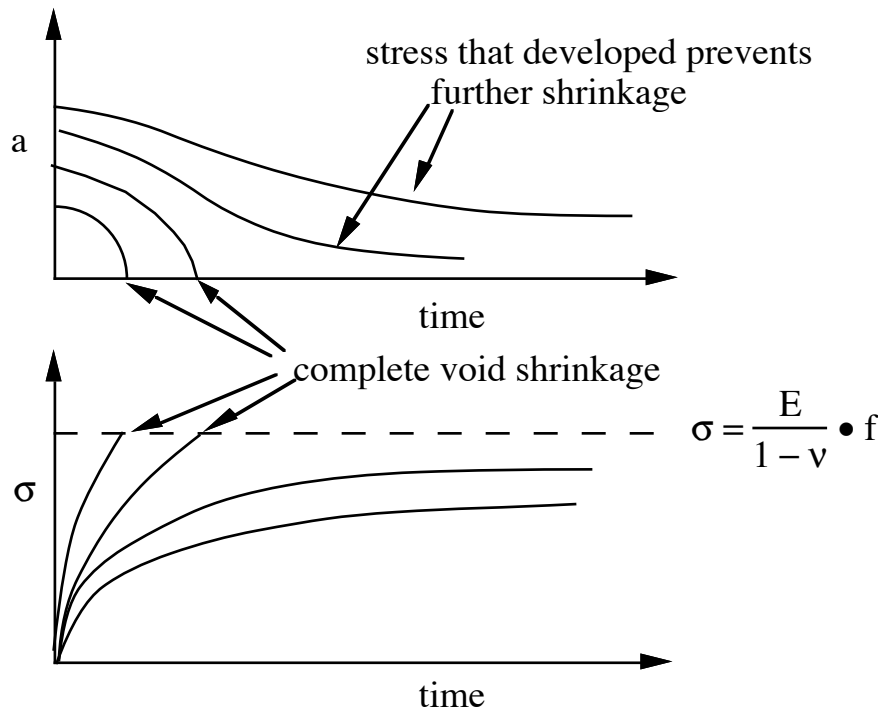 stress that developed prevents
further shrinkage
a
time
complete void shrinkage
σ = E / (1 − ν) • f
σ
time